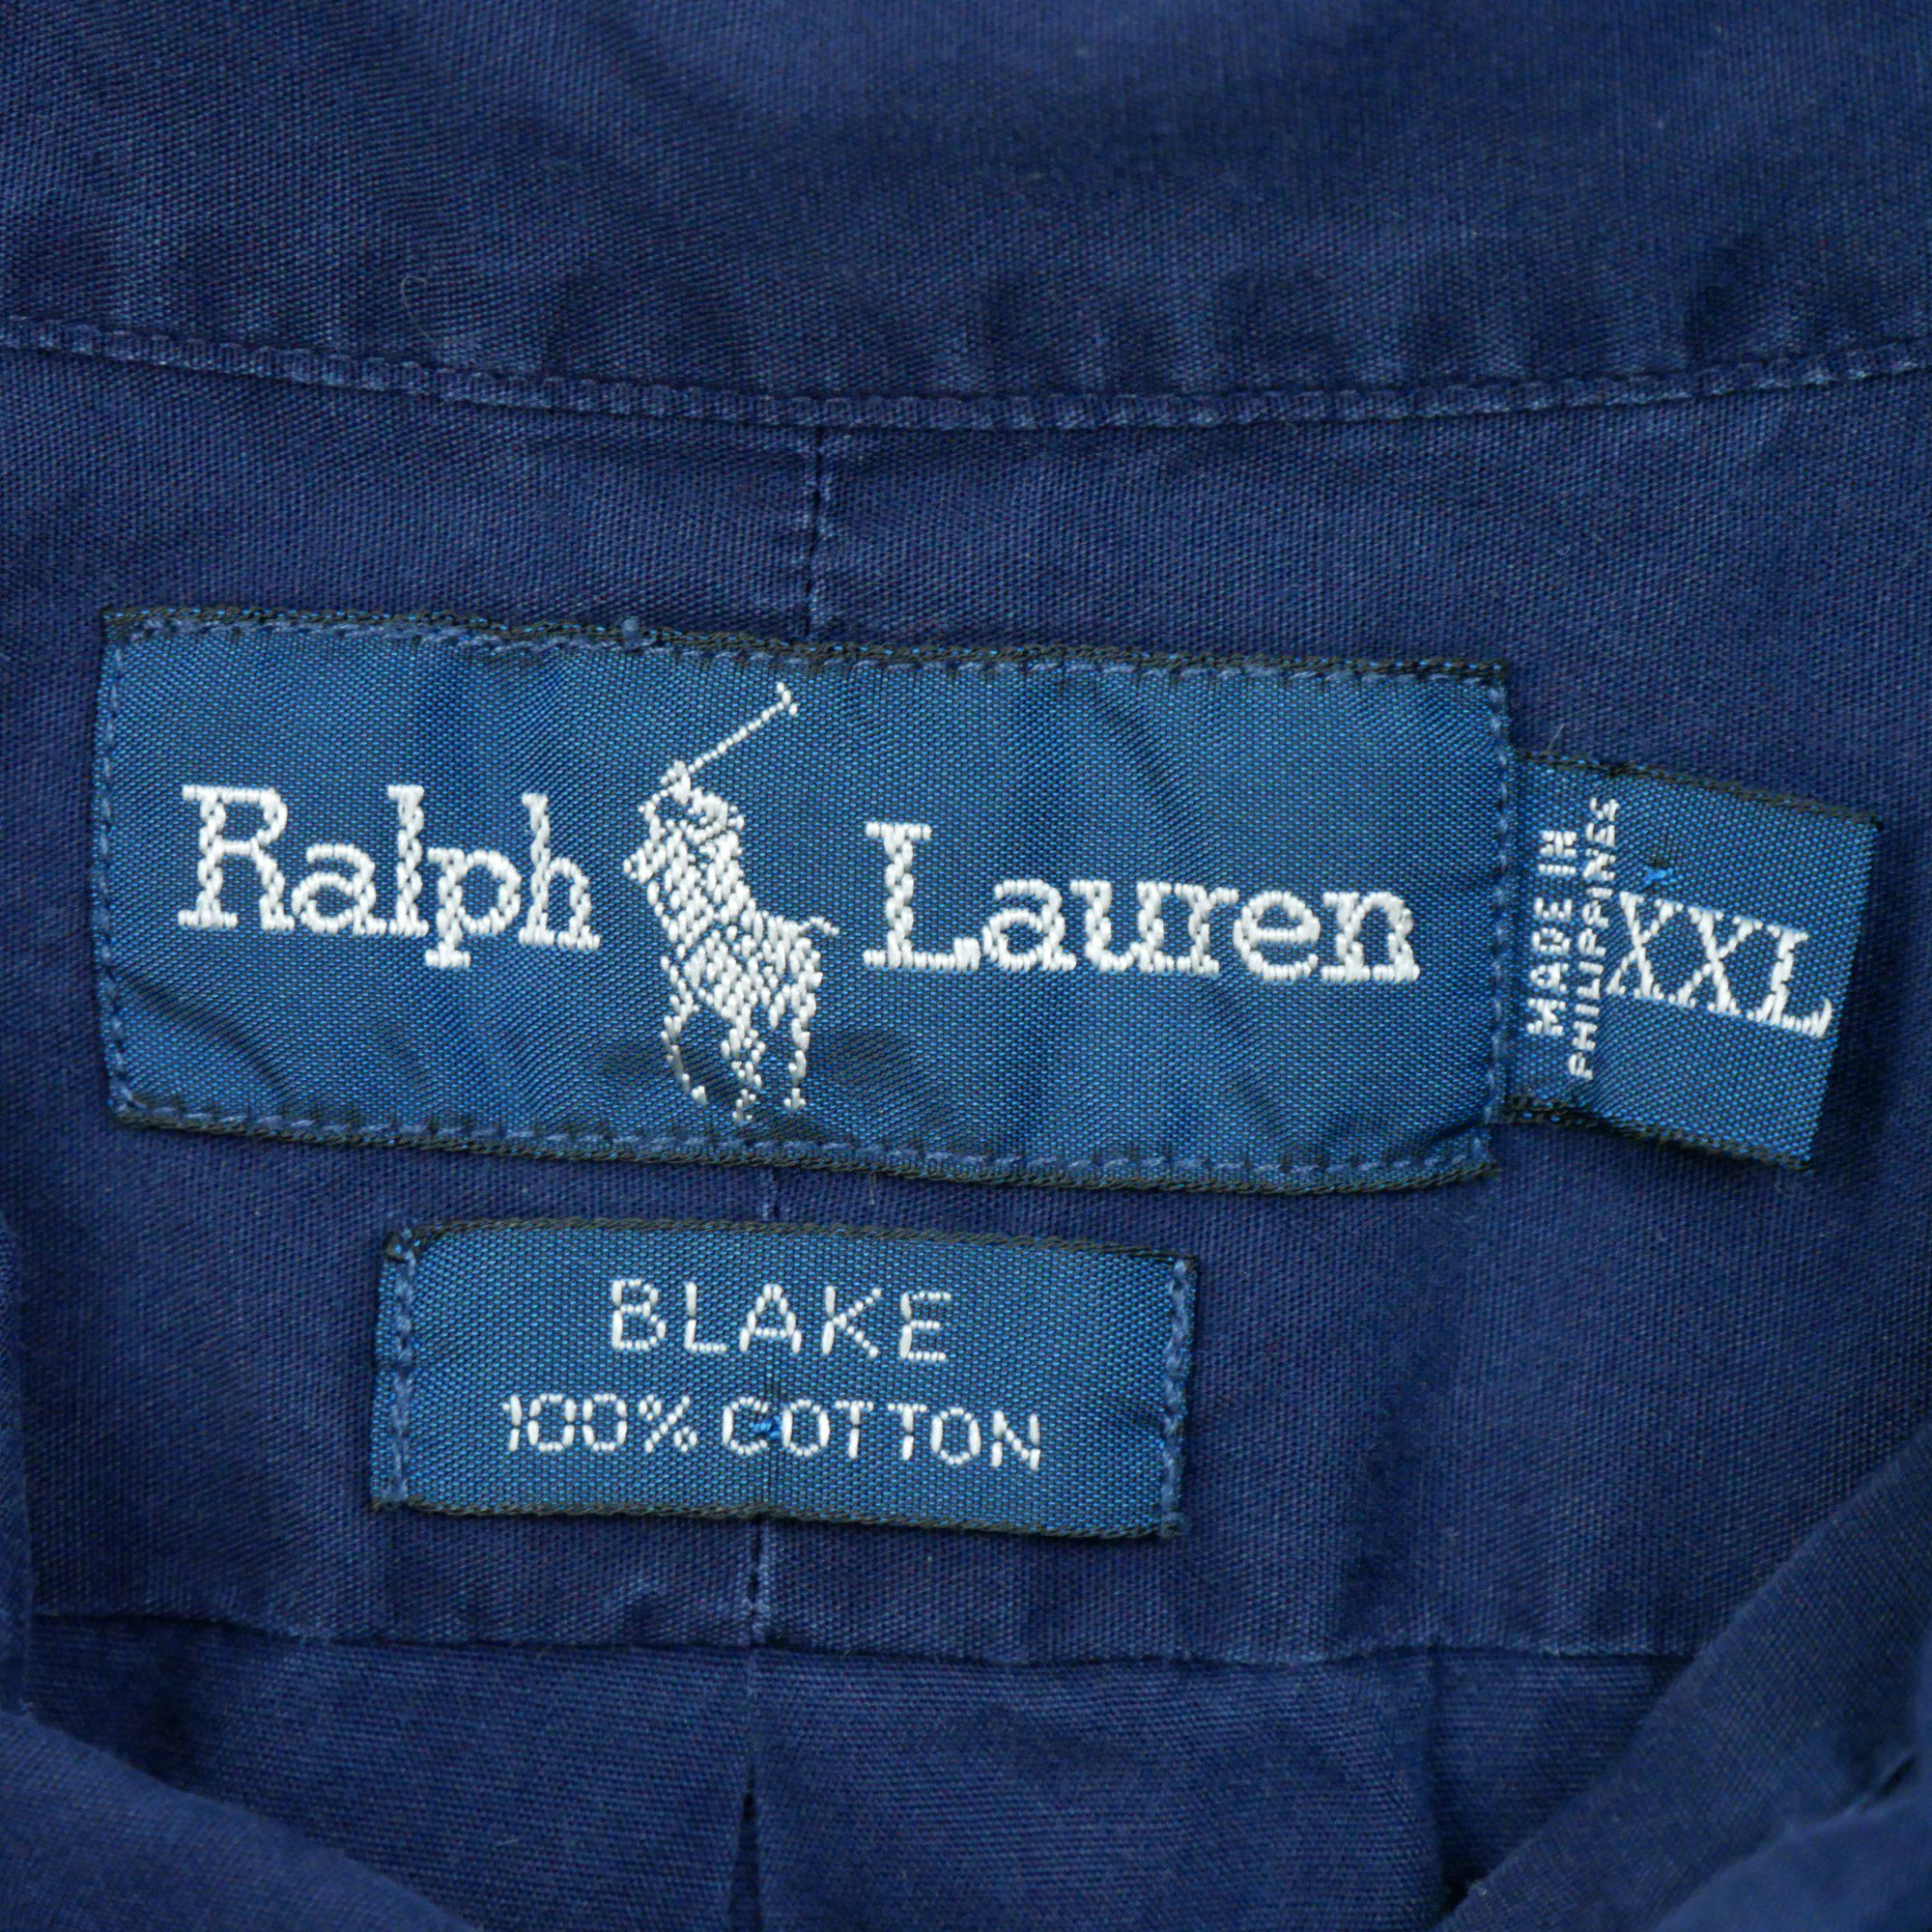 Ralph Lauren
MADE IN
PHILIPPINES
XXL
BLAKE
100% COTTON